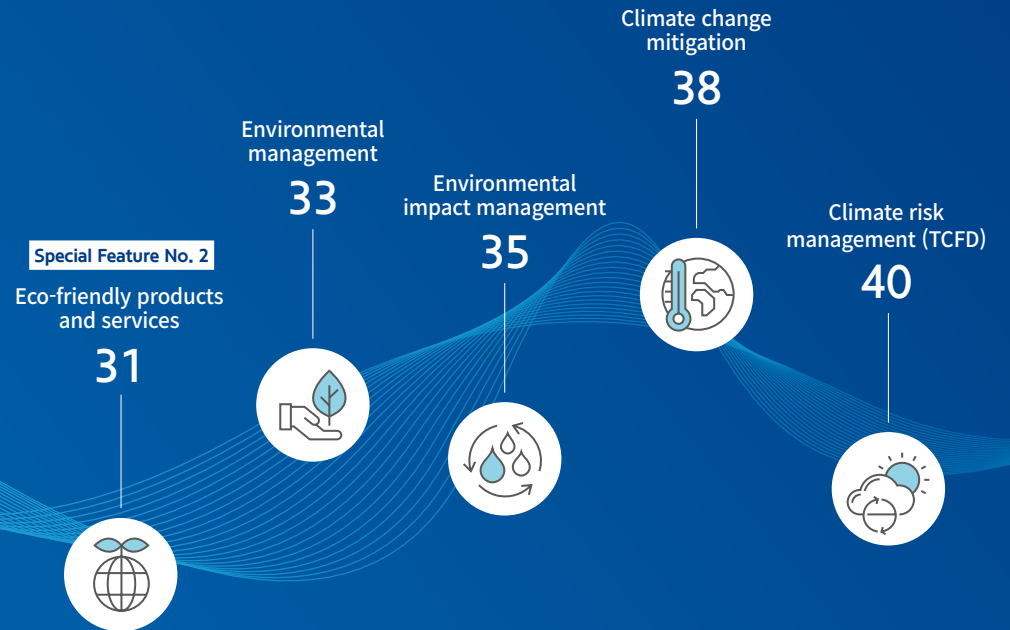 Special Feature No. 2
Eco-friendly products
and services
31
Environmental
management
33
Environmental
impact management
35
Climate change
mitigation
38
Climate risk
management (TCFD)
40